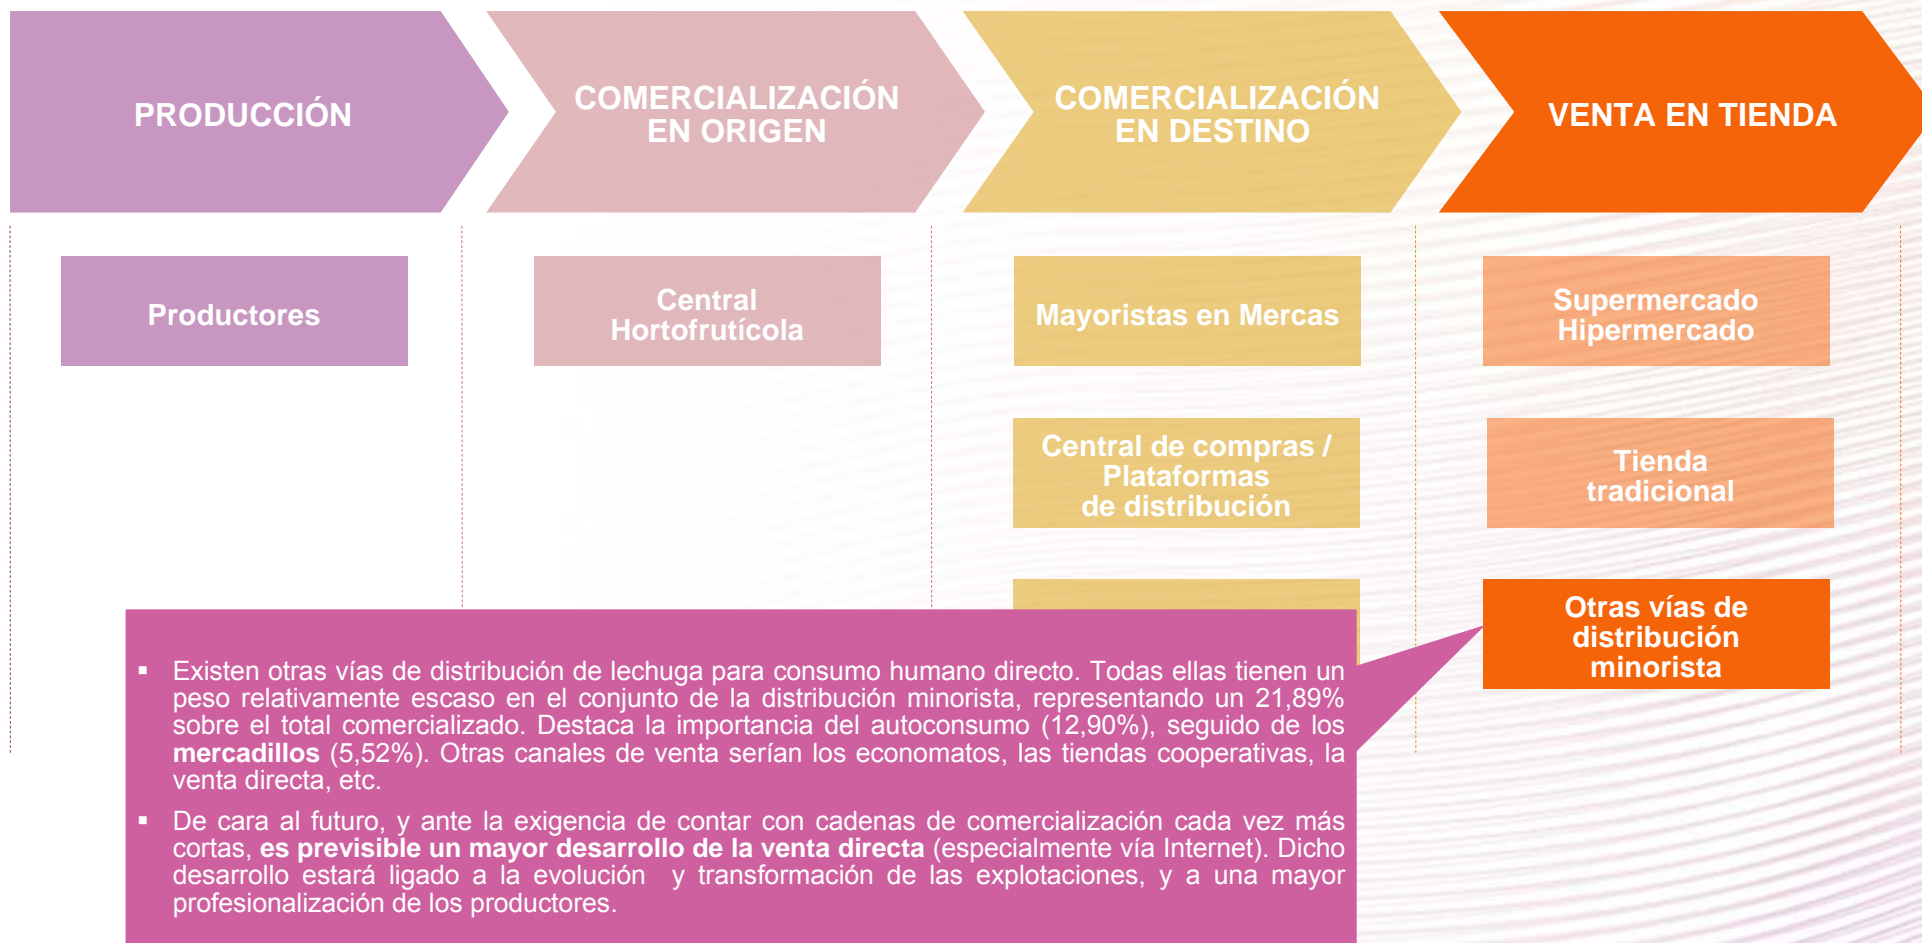 PRODUCCIÓN
COMERCIALIZACIÓN
EN ORIGEN
COMERCIALIZACIÓN
EN DESTINO
VENTA EN TIENDA
Productores
Central
Hortofrutícola
Mayoristas en Mercas
Supermercado
Hipermercado
Central de compras /
Plataformas
de distribución
Tienda
tradicional
Otras vías de
distribución
minorista
▪ Existen otras vías de distribución de lechuga para consumo humano directo. Todas ellas tienen un
peso relativamente escaso en el conjunto de la distribución minorista, representando un 21,89%
sobre el total comercializado. Destaca la importancia del autoconsumo (12,90%), seguido de los
mercadillos (5,52%). Otras canales de venta serían los economatos, las tiendas cooperativas, la
venta directa, etc.
▪ De cara al futuro, y ante la exigencia de contar con cadenas de comercialización cada vez más
cortas, es previsible un mayor desarrollo de la venta directa (especialmente vía Internet). Dicho
desarrollo estará ligado a la evolución y transformación de las explotaciones, y a una mayor
profesionalización de los productores.